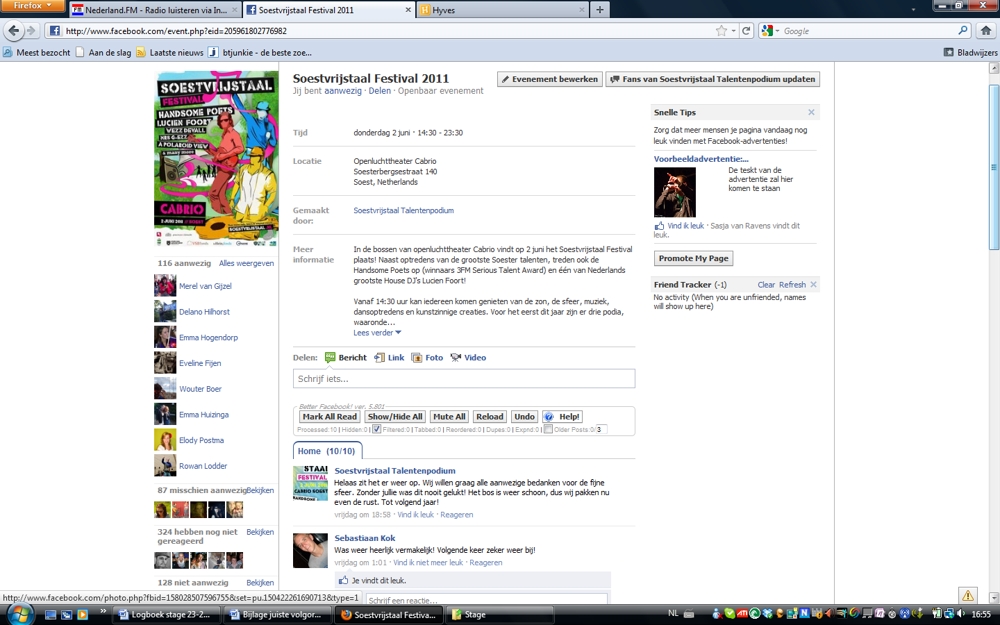 Firefox
Nederland.FM - Radio luisteren via In...
Soestvrijstaal Festival 2011
Hyves
http://www.facebook.com/event.php?eid=205961802776982
Google
Meest bezocht
Aan de slag
Laatste nieuws
btjunkie - de beste zoe...
Bladwijzers
SOESTVRIJSTAAL
FESTIVAL
HANDSOME POETS
LUCIEN FOORT
WEZZ DEVALL
MRS G-EZZ
A POLAROID VIEW
& many more
CABRIO
2 JUNI 2011 // SOEST
SOESTVRIJSTAAL.NL
116 aanwezig Alles weergeven
Merel van Gijzel
Delano Hilhorst
Emma Hogendorp
Eveline Fijen
Wouter Boer
Emma Huizinga
Elody Postma
Rowan Lodder
87 misschien aanwezig Bekijken
324 hebben nog niet gereageerd Bekijken
128 niet aanwezig Bekijken
Soestvrijstaal Festival 2011
Jij bent aanwezig · Delen · Openbaar evenement
Evenement bewerken
Fans van Soestvrijstaal Talentenpodium updaten
Tijd
donderdag 2 juni · 14:30 - 23:30
Locatie
Openluchttheater Cabrio
Soesterbergsestraat 140
Soest, Netherlands
Gemaakt door:
Soestvrijstaal Talentenpodium
Meer informatie
In de bossen van openluchttheater Cabrio vindt op 2 juni het Soestvrijstaal Festival
plaats! Naast optredens van de grootste Soester talenten, treden ook de
Handsome Poets op (winnaars 3FM Serious Talent Award) en één van Nederlands
grootste House DJ's Lucien Foort!
Vanaf 14:30 uur kan iedereen komen genieten van de zon, de sfeer, muziek,
dansoptredens en kunstzinnige creaties. Voor het eerst dit jaar zijn er drie podia,
waaronde...
Lees verder
Delen: Bericht Link Foto Video
Schrijf iets...
Better Facebook! ver. 5.801
Mark All Read Show/Hide All Mute All Reload Undo Help!
Processed:10 | Hidden:0 | Filtered:0 | Tabbed:0 | Reordered:0 | Dupes:0 | Expnd:0 | Older Posts:0/ 3
Home (10/10)
STAAL
FESTIVAL
2 JUNI 2011
CABRIO SOEST
HANDSOME
Soestvrijstaal Talentenpodium
Helaas zit het er weer op. Wij willen graag alle aanwezige bedanken voor de fijne
sfeer. Zonder jullie was dit nooit gelukt! Het bos is weer schoon, dus wij pakken nu
even de rust. Tot volgend jaar!
vrijdag om 18:58 · Vind ik leuk · Reageren
Sebastiaan Kok
Was weer heerlijk vermakelijk! Volgende keer zeker weer bij!
vrijdag om 1:01 · Vind ik niet meer leuk · Reageren
Je vindt dit leuk.
Schrijf een reactie...
Snelle Tips
Zorg dat meer mensen je pagina vandaag nog
leuk vinden met Facebook-advertenties!
Voorbeeldadvertentie:...
De teskt van de
advertentie zal hier
komen te staan
Vind ik leuk · Sasja van Ravens vindt dit
leuk.
Promote My Page
Friend Tracker (-1) Clear Refresh
No activity (When you are unfriended, names
will show up here)
http://www.facebook.com/photo.php?fbid=158028507596755&set=pu.150422261690713&type=1
Logboek stage 23-2...
Bijlage juiste volgor...
Soestvrijstaal Festiva...
Stage
NL
16:55